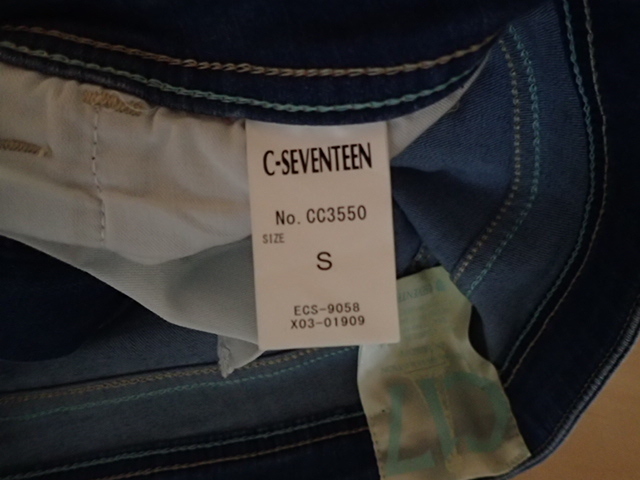 C-SEVENTEEN
No. CC3550
SIZE
S
ECS-9058
X03-01909